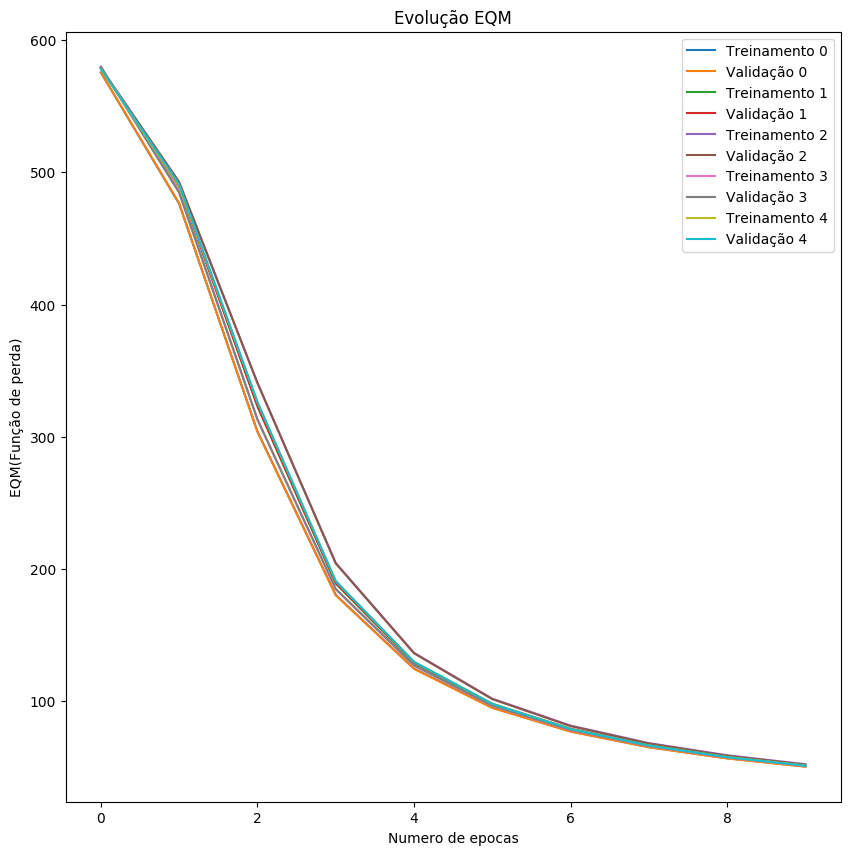 Evolução EQM
600
500
400
300
200
100
EQM(Função de perda)
0
2
4
6
8
Numero de epocas
Treinamento 0
Validação 0
Treinamento 1
Validação 1
Treinamento 2
Validação 2
Treinamento 3
Validação 3
Treinamento 4
Validação 4